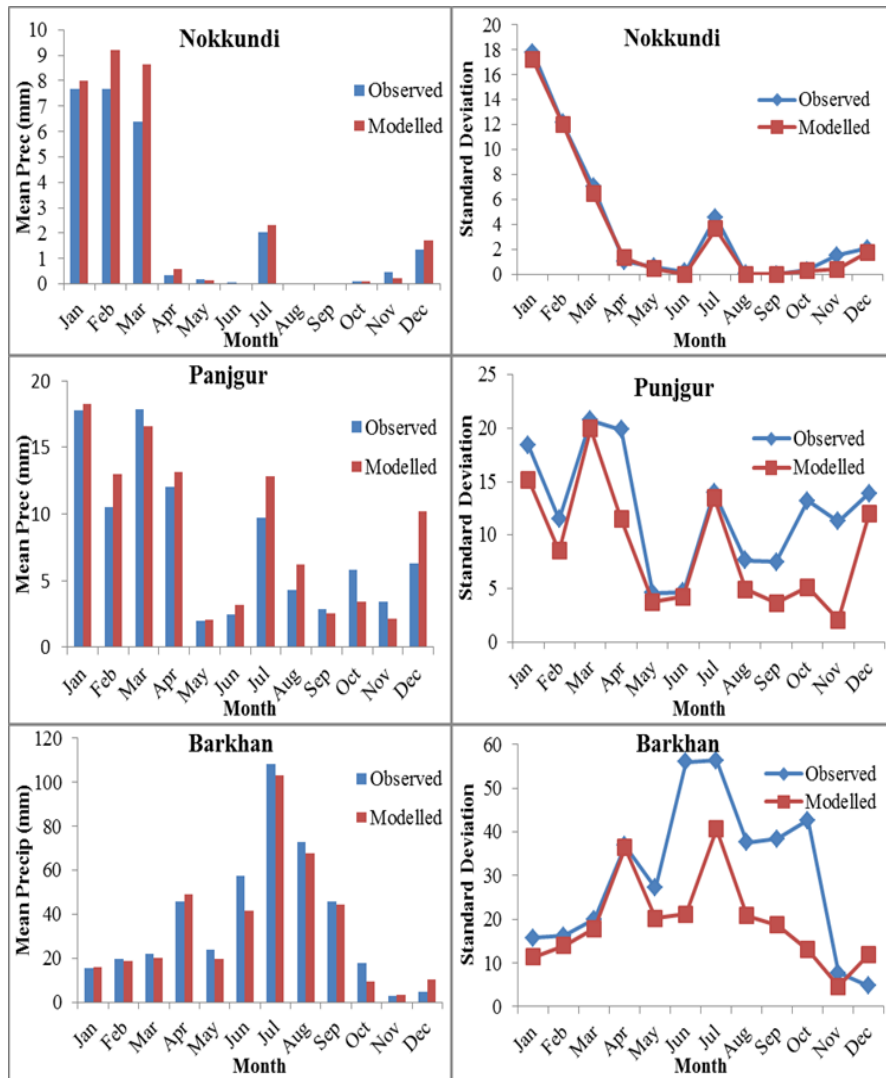 Nokkundi
Mean Prec (mm)
10
9
8
7
6
5
4
3
2
1
0
Observed
Modelled
Jan Feb Mar Apr May Jun Jul Aug Sep Oct Nov Dec
Month
Nokkundi
Standard Deviation
20
18
16
14
12
10
8
6
4
2
0
Observed
Modelled
Jan Feb Mar Apr May Jun Jul Aug Sep Oct Nov Dec
Month
Panjgur
Mean Prec (mm)
20
15
10
5
0
Observed
Modelled
Jan Feb Mar Apr May Jun Jul Aug Sep Oct Nov Dec
Month
Punjgur
Standard Deviation
25
20
15
10
5
0
Observed
Modelled
Jan Feb Mar Apr May Jun Jul Aug Sep Oct Nov Dec
Month
Barkhan
Mean Precip (mm)
120
100
80
60
40
20
0
Observed
Modelled
Jan Feb Mar Apr May Jun Jul Aug Sep Oct Nov Dec
Month
Barkhan
Standard Deviation
60
50
40
30
20
10
0
Observed
Modelled
Jan Feb Mar Apr May Jun Jul Aug Sep Oct Nov Dec
Month